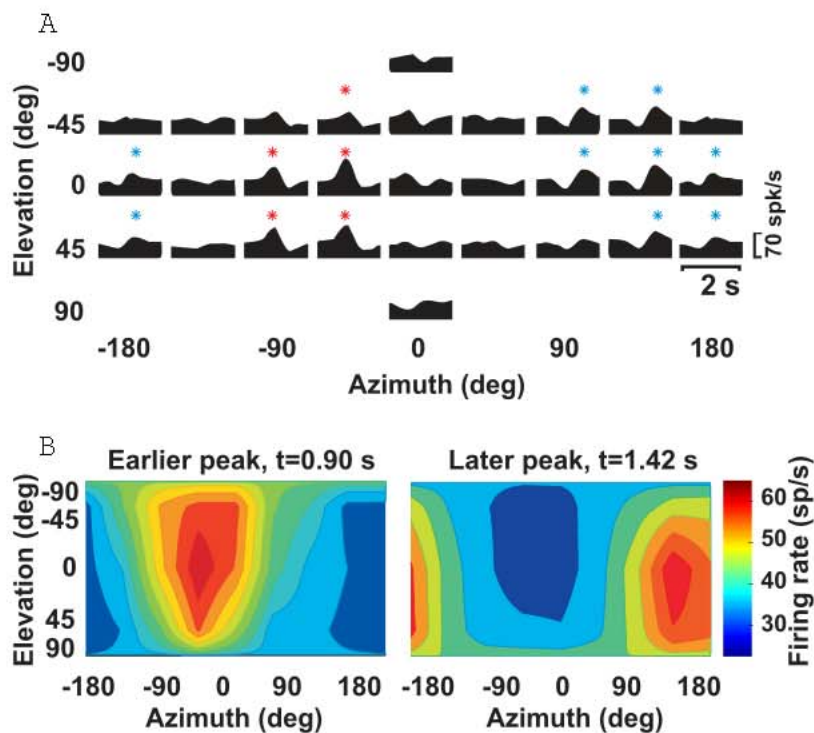 A
-90
-45
0
45
90
Elevation (deg)
* 
* *
* * * * * *
* * * * *
70 spk/s
2 s
-180 -90 0 90 180
Azimuth (deg)
B
Earlier peak, t=0.90 s Later peak, t=1.42 s
-90
-45
0
45
90
Elevation (deg)
60
50
40
30
Firing rate (sp/s)
-180 -90 0 90 180 -180 -90 0 90 180
Azimuth (deg) Azimuth (deg)